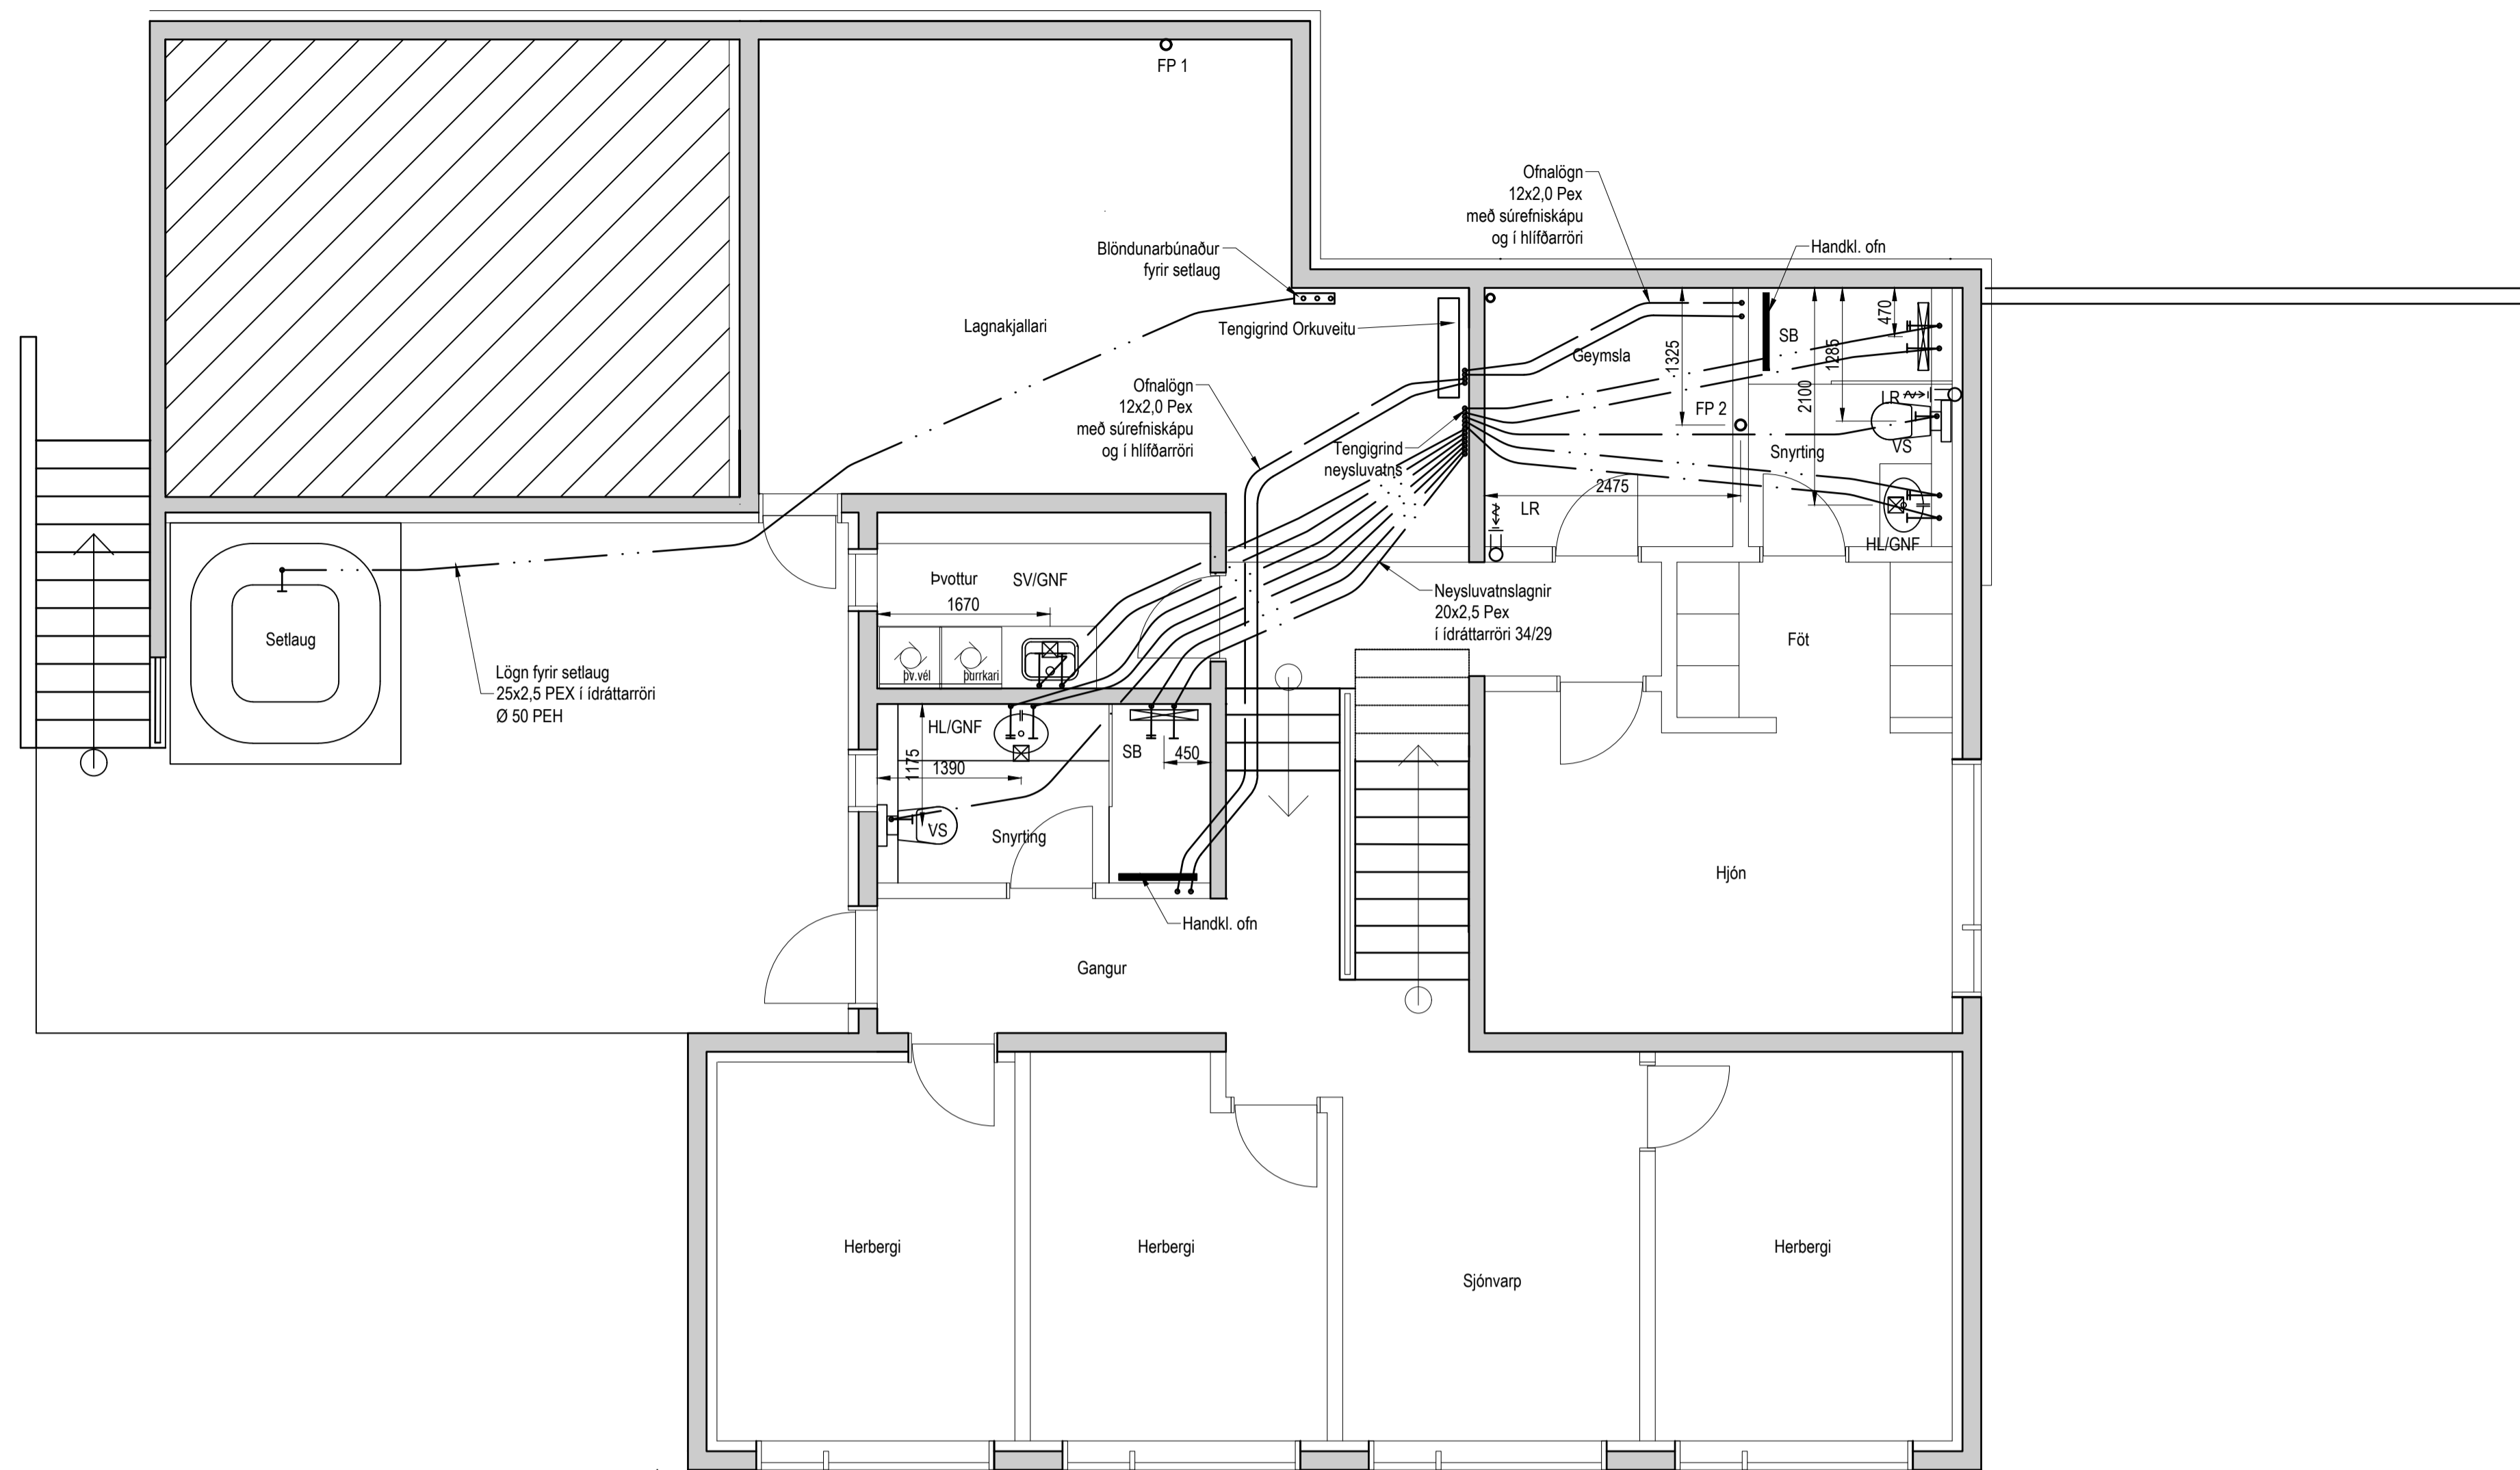 FP 1
Ofnalögn
12x2,0 Pex
með súrefniskápu
og í hlífðarröri
Handkl. ofn
Blöndunarbúnaður
fyrir setlaug
Lagnakjallari
Tengigrind Orkuveitu
Geymsla
1325
SB
1285
470
2100
Ofnalögn
12x2,0 Pex
með súrefniskápu
og í hlífðarröri
LR
FP 2
VS
Tengigrind
neysluvatns
Snyrting
2475
LR
HL/GNF
Þvottur
SV/GNF
1670
Neysluvatnslagnir
20x2,5 Pex
í ídráttarröri 34/29
Setlaug
Föt
þv.vél
þurrkari
Lögn fyrir setlaug
25x2,5 PEX í ídráttarröri
Ø 50 PEH
HL/GNF
SB
450
1175
1390
VS
Snyrting
Hjón
Handkl. ofn
Gangur
Herbergi
Herbergi
Herbergi
Sjónvarp